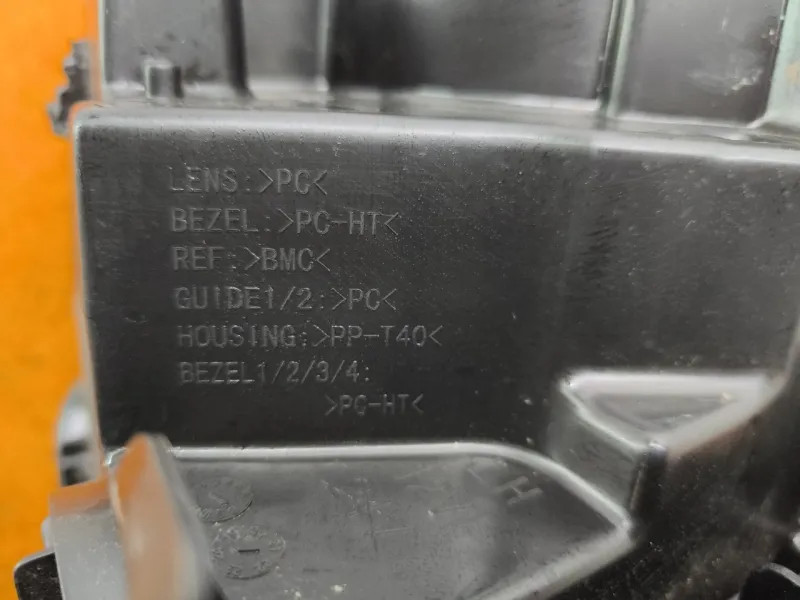 LENS:>PC<
BEZEL:>PC-HT<
REF:>BMC<
GUIDE1/2:>PC<
HOUSING:>PP-T40<
BEZEL1/2/3/4:
>PC-HT<
LH